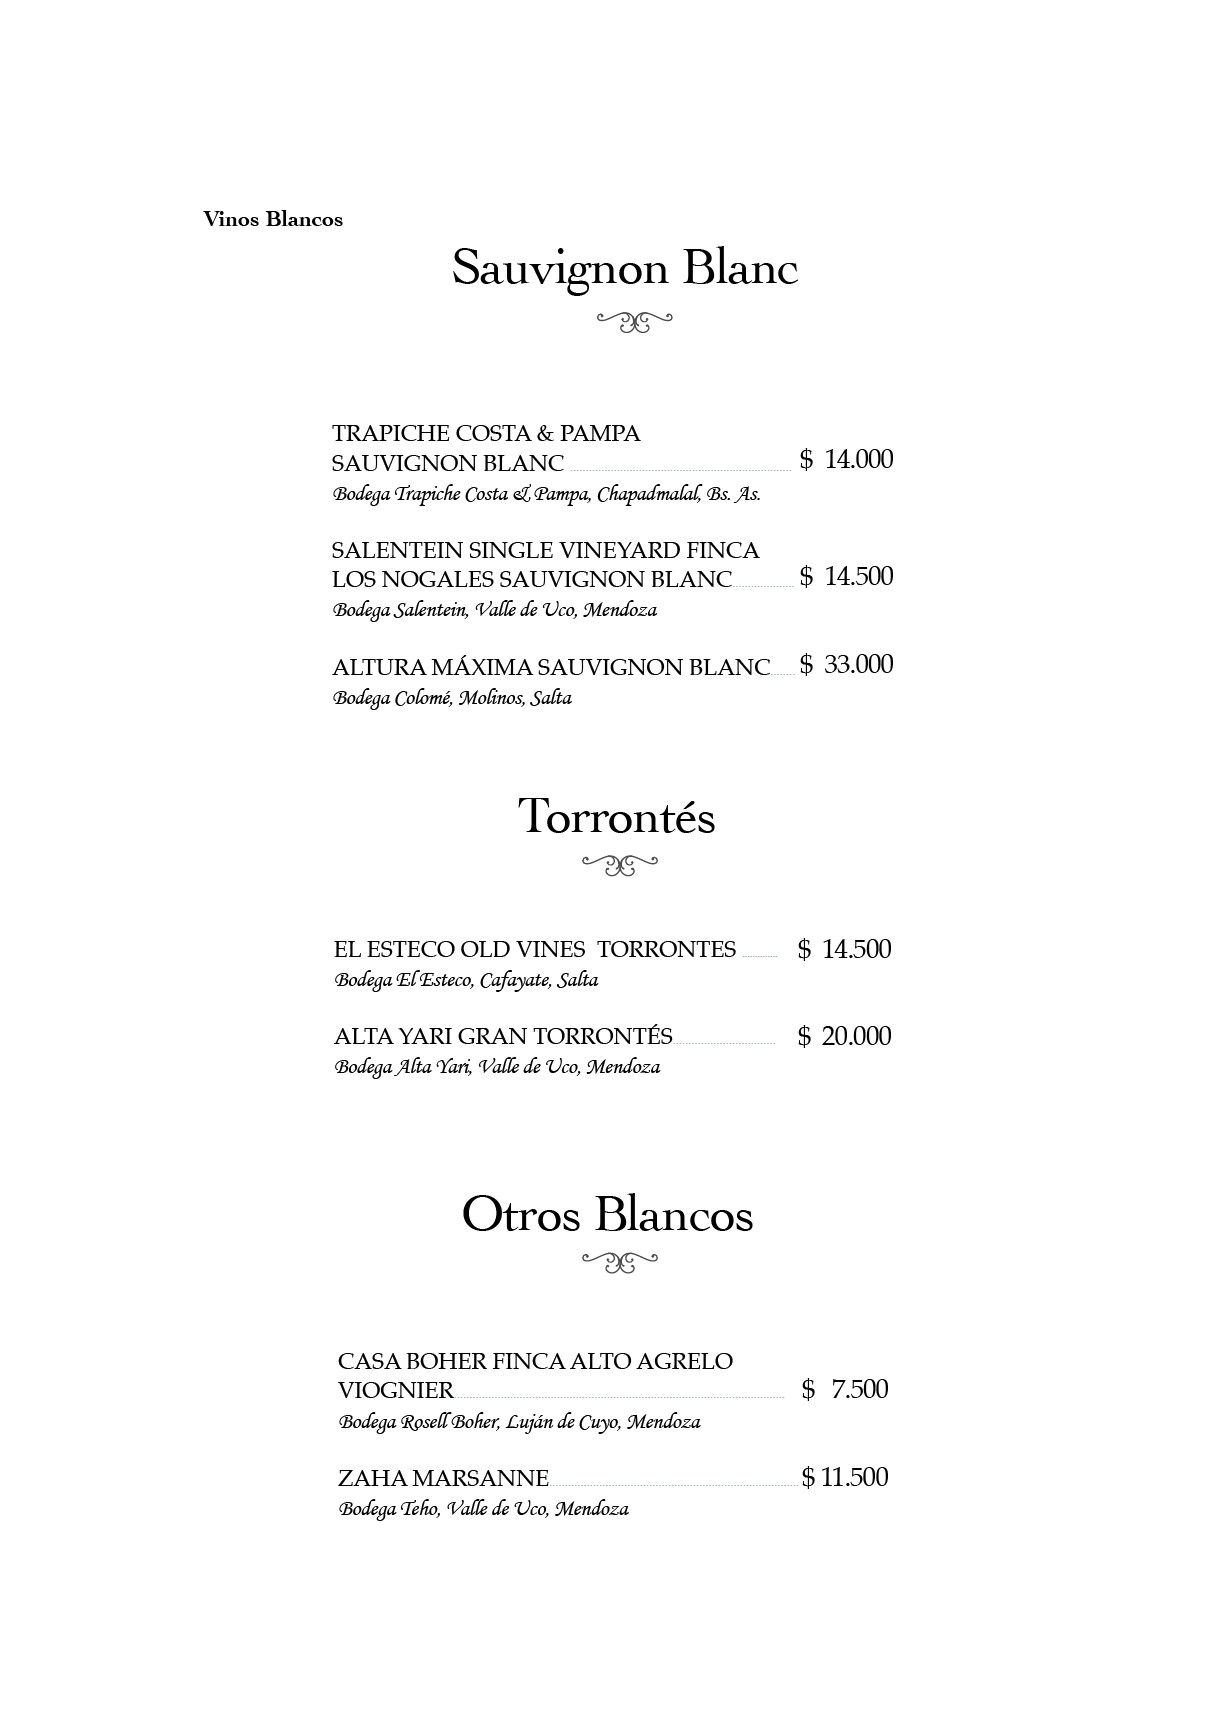 Vinos Blancos
Sauvignon Blanc
TRAPICHE COSTA & PAMPA
SAUVIGNON BLANC $ 14.000
Bodega Trapiche Costa & Pampa, Chapadmalal, Bs. As.
SALENTEIN SINGLE VINEYARD FINCA
LOS NOGALES SAUVIGNON BLANC $ 14.500
Bodega Salentein, Valle de Uco, Mendoza
ALTURA MÁXIMA SAUVIGNON BLANC $ 33.000
Bodega Colomé, Molinos, Salta
Torrontés
EL ESTECO OLD VINES TORRONTES $ 14.500
Bodega El Esteco, Cafayate, Salta
ALTA YARI GRAN TORRONTÉS $ 20.000
Bodega Alta Yari, Valle de Uco, Mendoza
Otros Blancos
CASA BOHER FINCA ALTO AGRELO
VIOGNIER $ 7.500
Bodega Rosell Boher, Luján de Cuyo, Mendoza
ZAHA MARSANNE $ 11.500
Bodega Teho, Valle de Uco, Mendoza